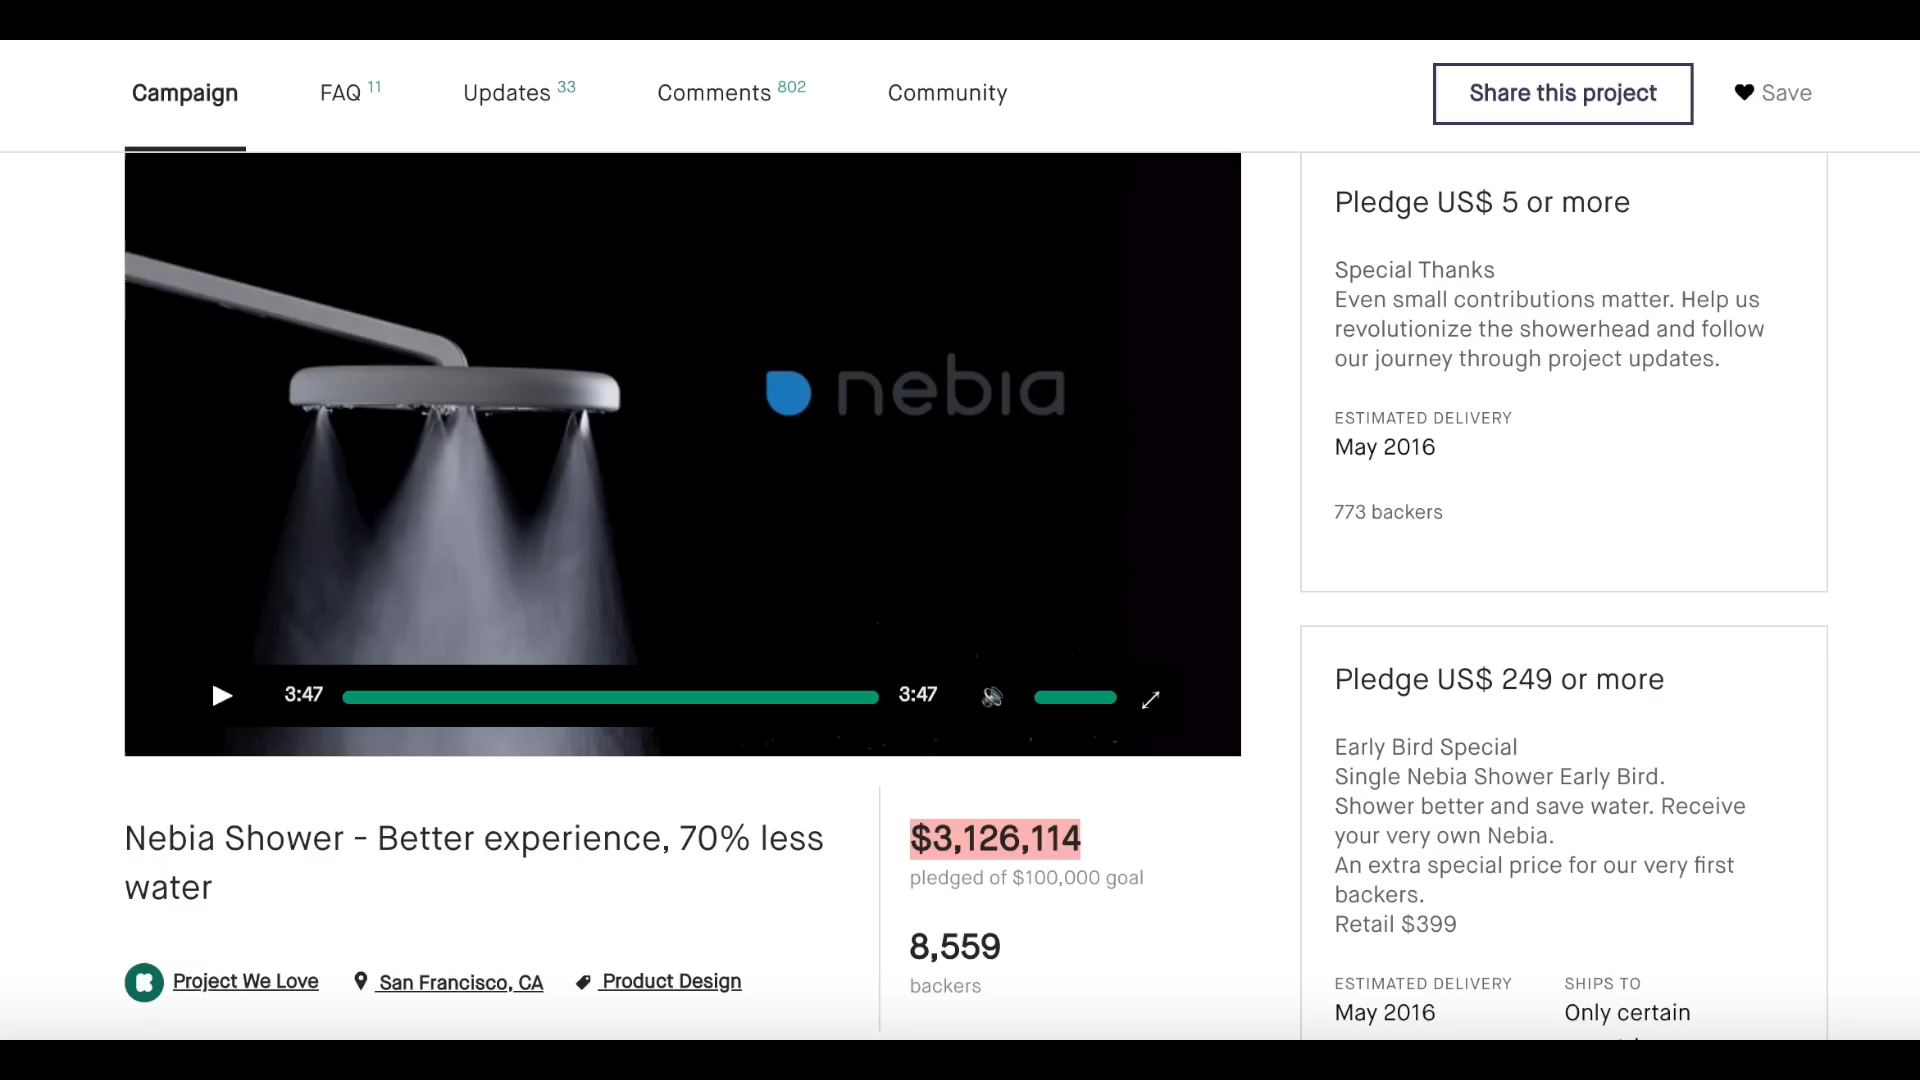 Campaign
FAQ 11
Updates 33
Comments 802
Community
Share this project
Save
nebia
3:47
3:47
Nebia Shower - Better experience, 70% less
water
Project We Love
San Francisco, CA
Product Design
$3,126,114
pledged of $100,000 goal
8,559
backers
Pledge US$ 5 or more
Special Thanks
Even small contributions matter. Help us
revolutionize the showerhead and follow
our journey through project updates.
ESTIMATED DELIVERY
May 2016
773 backers
Pledge US$ 249 or more
Early Bird Special
Single Nebia Shower Early Bird.
Shower better and save water. Receive
your very own Nebia.
An extra special price for our very first
backers.
Retail $399
ESTIMATED DELIVERY
May 2016
SHIPS TO
Only certain